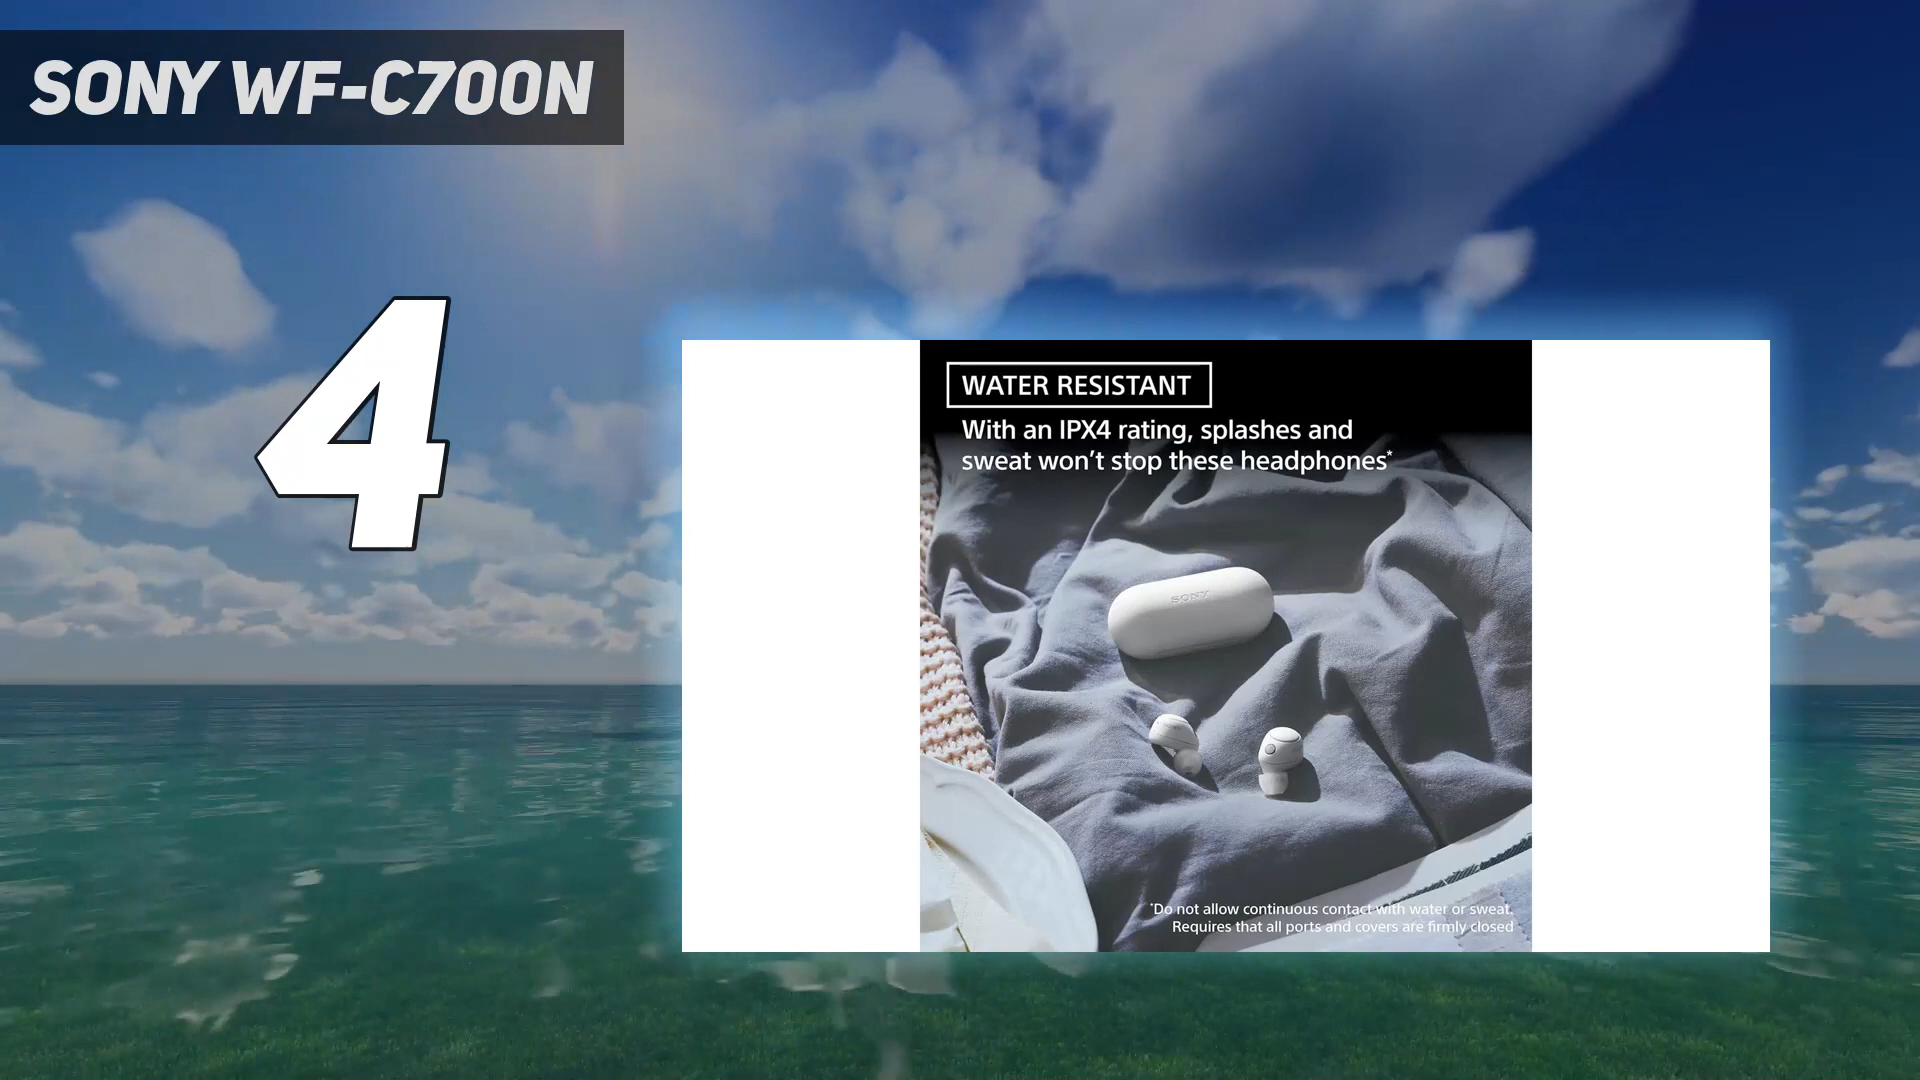 SONY WF-C700N
4
WATER RESISTANT
With an IPX4 rating, splashes and
sweat won't stop these headphones*
SONY
*Do not allow continuous contact with water or sweat.
Requires that all ports and covers are firmly closed